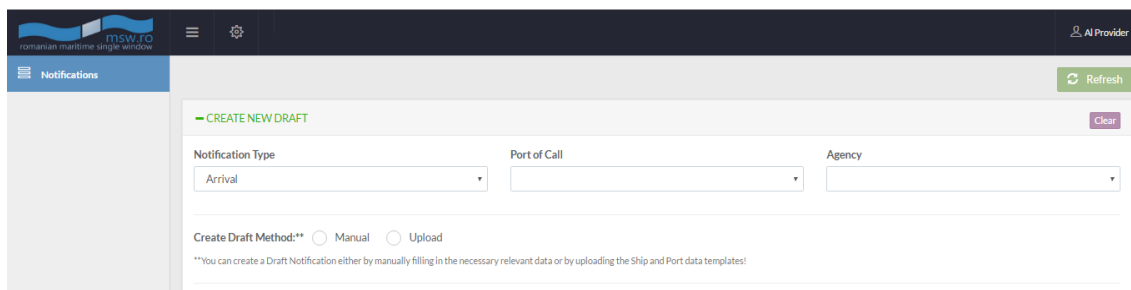 msw.ro
romanian maritime single window
AI Provider
Notifications
Refresh
CREATE NEW DRAFT
Clear
Notification Type
Port of Call
Agency
Arrival
Create Draft Method:** Manual Upload
**You can create a Draft Notification either by manually filling in the necessary relevant data or by uploading the Ship and Port data templates!